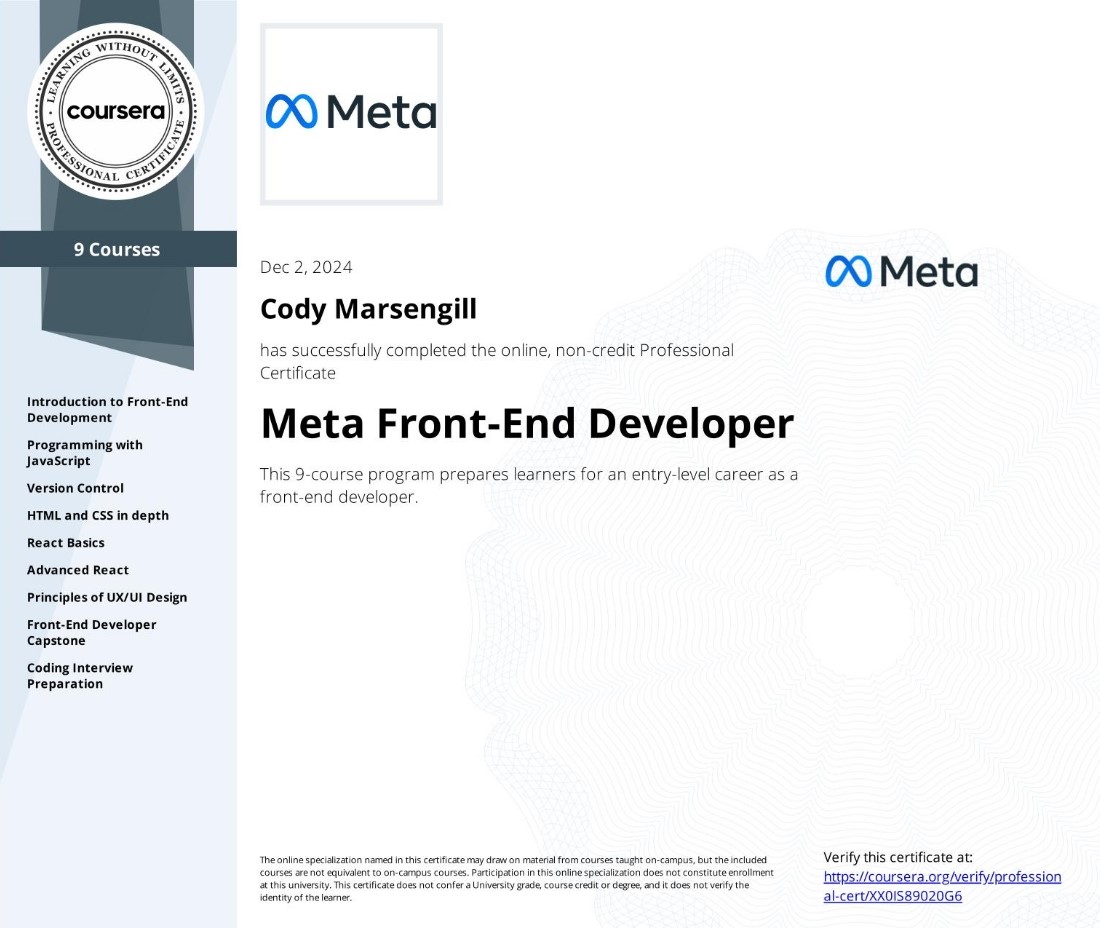 LEARNING WITHOUT LIMITS
coursera
PROFESSIONAL CERTIFICATE
9 Courses
Introduction to Front-End
Development
Programming with
JavaScript
Version Control
HTML and CSS in depth
React Basics
Advanced React
Principles of UX/UI Design
Front-End Developer
Capstone
Coding Interview
Preparation
Meta
Dec 2, 2024
Cody Marsengill
has successfully completed the online, non-credit Professional
Certificate
Meta Front-End Developer
This 9-course program prepares learners for an entry-level career as a
front-end developer.
Meta
The online specialization named in this certificate may draw on material from courses taught on-campus, but the included
courses are not equivalent to on-campus courses. Participation in this online specialization does not constitute enrollment
at this university. This certificate does not confer a University grade, course credit or degree, and it does not verify the
identity of the learner.
Verify this certificate at:
https://coursera.org/verify/profession
al-cert/XX0IS89020G6